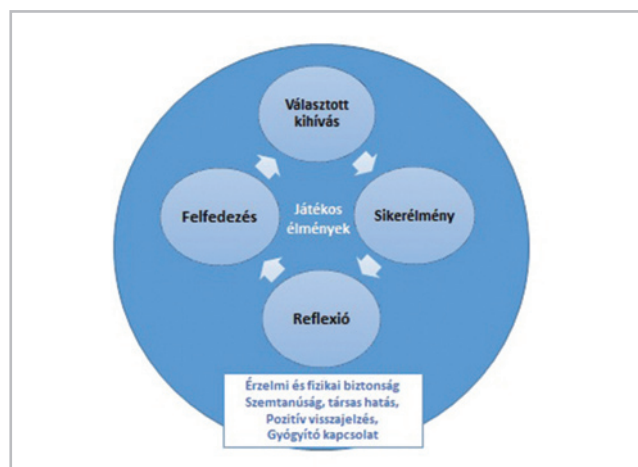 Választott
kihívás
Felfedezés
Játékos
élmények
Sikerélmény
Reflexió
Érzelmi és fizikai biztonság
Szemtanúság, társas hatás,
Pozitív visszajelzés,
Gyógyító kapcsolat